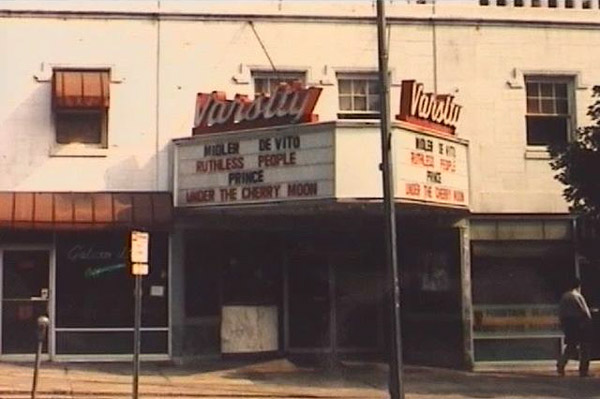 Varsity
Varsity
MIDLER DE VITO
RUTHLESS PEOPLE
PRINCE
UNDER THE CHERRY MOON
MIDLER DE VITO
RUTHLESS PEOPLE
PRINCE
UNDER THE CHERRY MOON